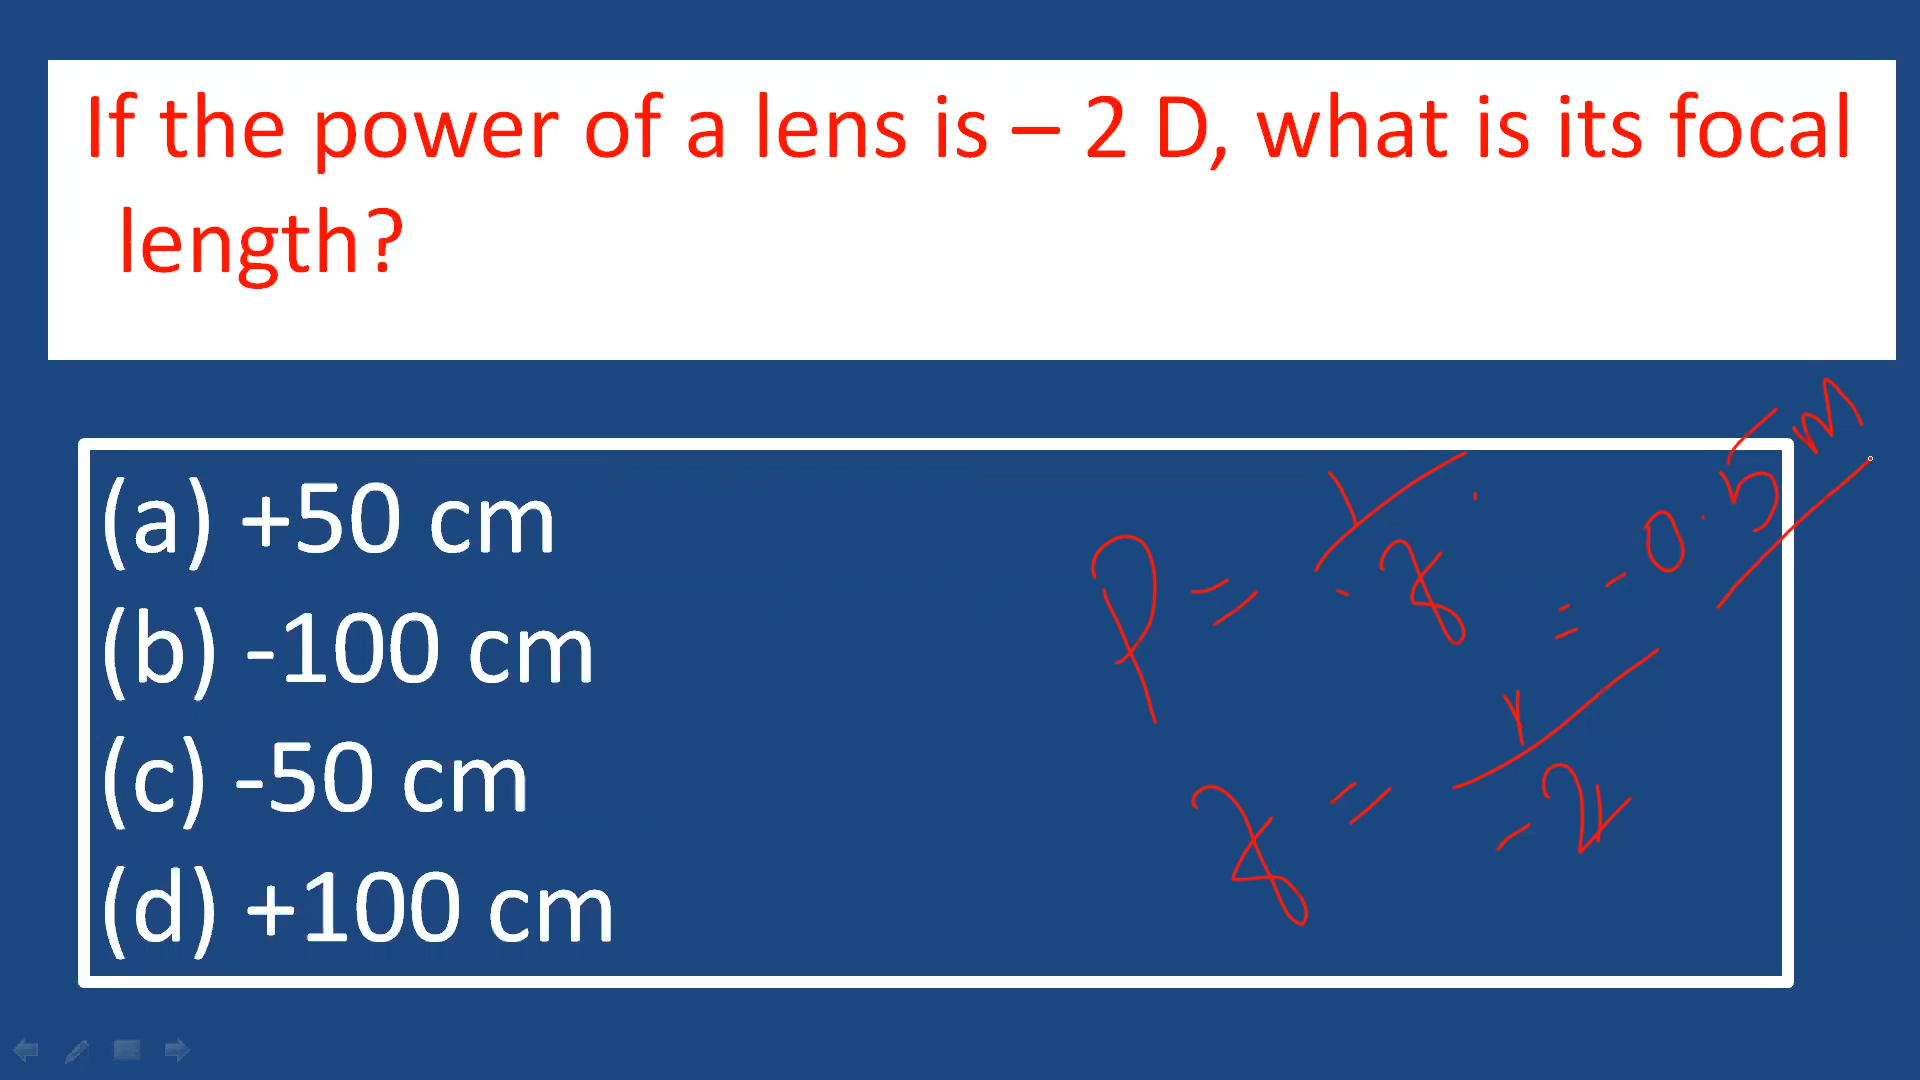 If the power of a lens is – 2 D, what is its focal
length?
(a) +50 cm
(b) -100 cm
(c) -50 cm
(d) +100 cm
P = 1 / - f
f = 1 / - 2 = - 0.5 m